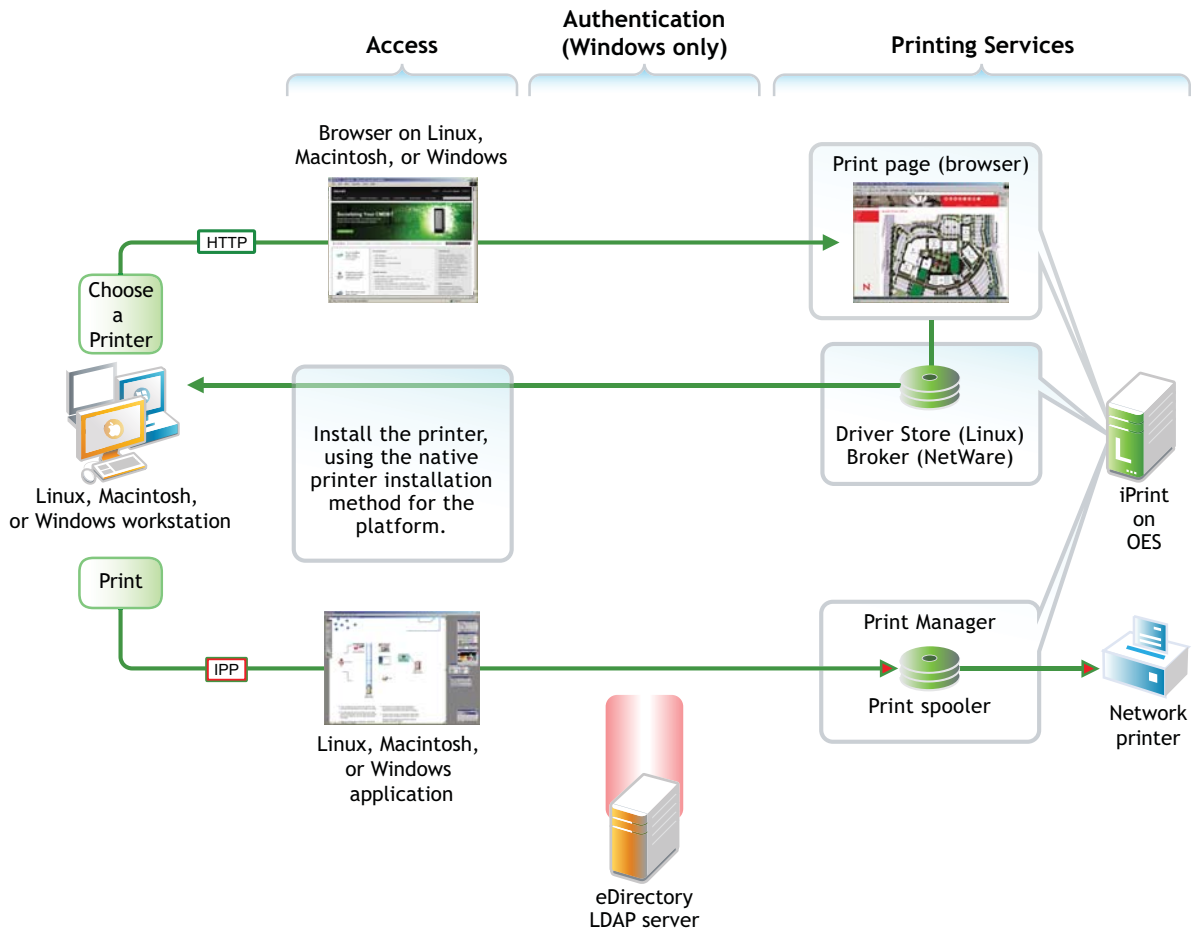 Access
Authentication
(Windows only)
Printing Services
Browser on Linux,
Macintosh, or Windows
Print page (browser)
HTTP
Choose
a
Printer
Install the printer,
using the native
printer installation
method for the
platform.
Driver Store (Linux)
Broker (NetWare)
Linux, Macintosh,
or Windows workstation
L
iPrint
on
OES
Print
IPP
Print Manager
Print spooler
Network
printer
Linux, Macintosh,
or Windows
application
eDirectory
LDAP server